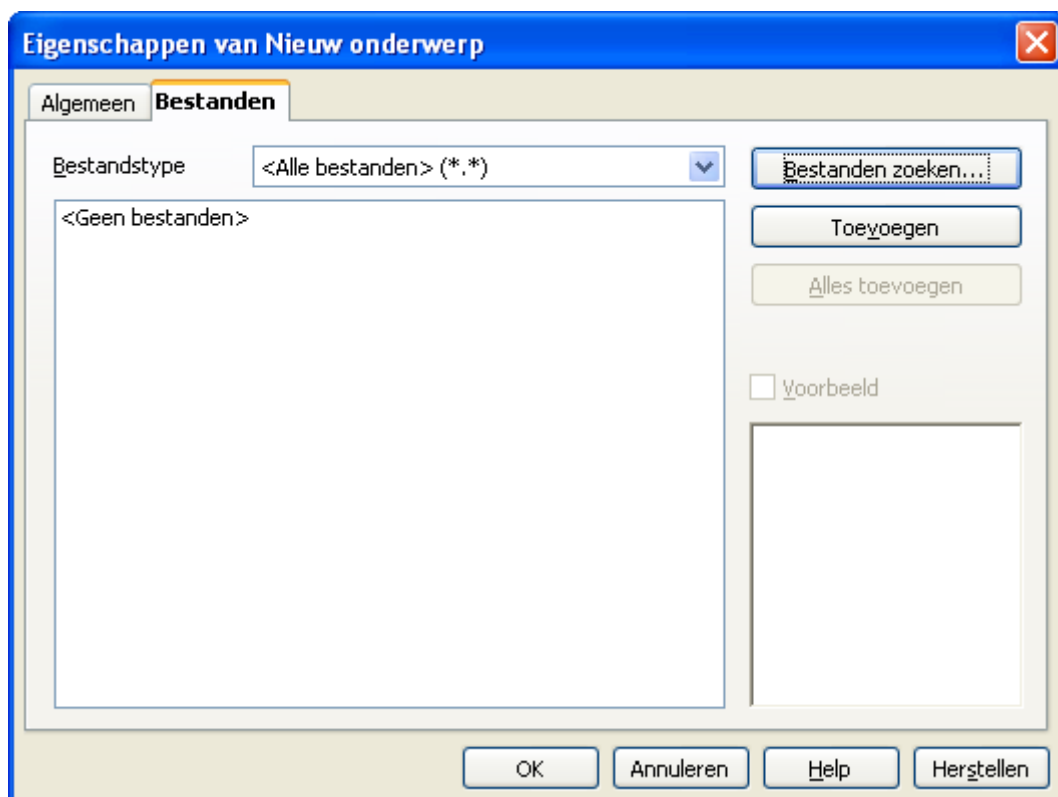 Eigenschappen van Nieuw onderwerp
Algemeen Bestanden
Bestandstype <Alle bestanden> (*.*) Bestanden zoeken...
<Geen bestanden> Toevoegen
Alles toevoegen
Voorbeeld
OK Annuleren Help Herstellen